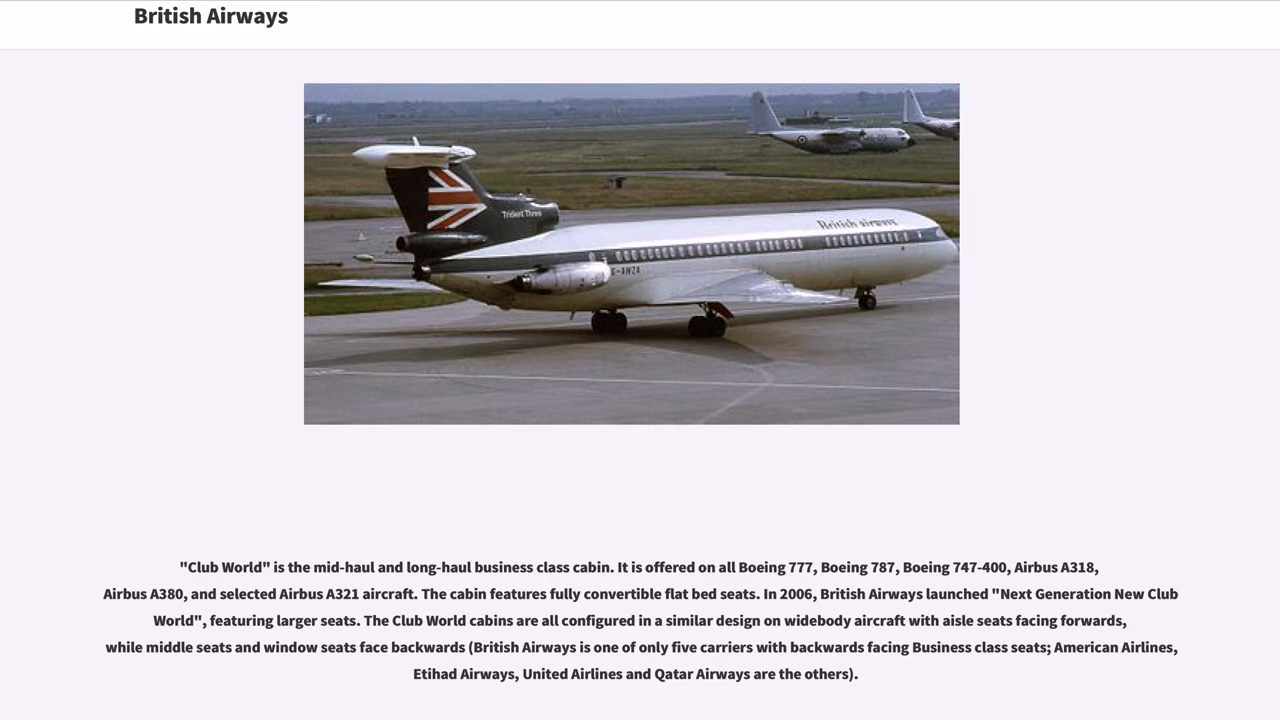 British Airways
Trident Three
British airways
G-AWZA
"Club World" is the mid-haul and long-haul business class cabin. It is offered on all Boeing 777, Boeing 787, Boeing 747-400, Airbus A318,
Airbus A380, and selected Airbus A321 aircraft. The cabin features fully convertible flat bed seats. In 2006, British Airways launched "Next Generation New Club
World", featuring larger seats. The Club World cabins are all configured in a similar design on widebody aircraft with aisle seats facing forwards,
while middle seats and window seats face backwards (British Airways is one of only five carriers with backwards facing Business class seats; American Airlines,
Etihad Airways, United Airlines and Qatar Airways are the others).